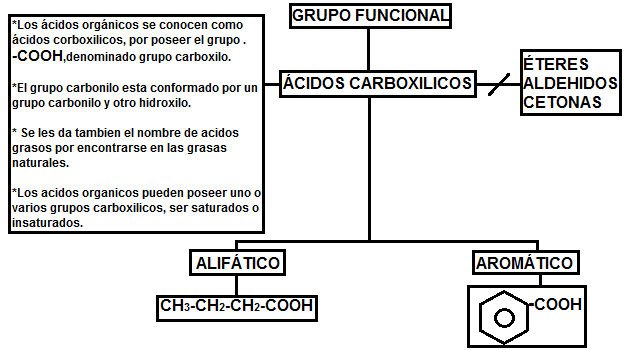 GRUPO FUNCIONAL
*Los ácidos orgánicos se conocen como
ácidos corboxilicos, por poseer el grupo .
-COOH,denominado grupo carboxilo.
*El grupo carbonilo esta conformado por un
grupo carbonilo y otro hidroxilo.
* Se les da tambien el nombre de acidos
grasos por encontrarse en las grasas
naturales.
*Los acidos organicos pueden poseer uno o
varios grupos carboxilicos, ser saturados o
insaturados.
ÁCIDOS CARBOXILICOS
ÉTERES
ALDEHIDOS
CETONAS
ALIFÁTICO
CH3-CH2-CH2-COOH
AROMÁTICO
-COOH